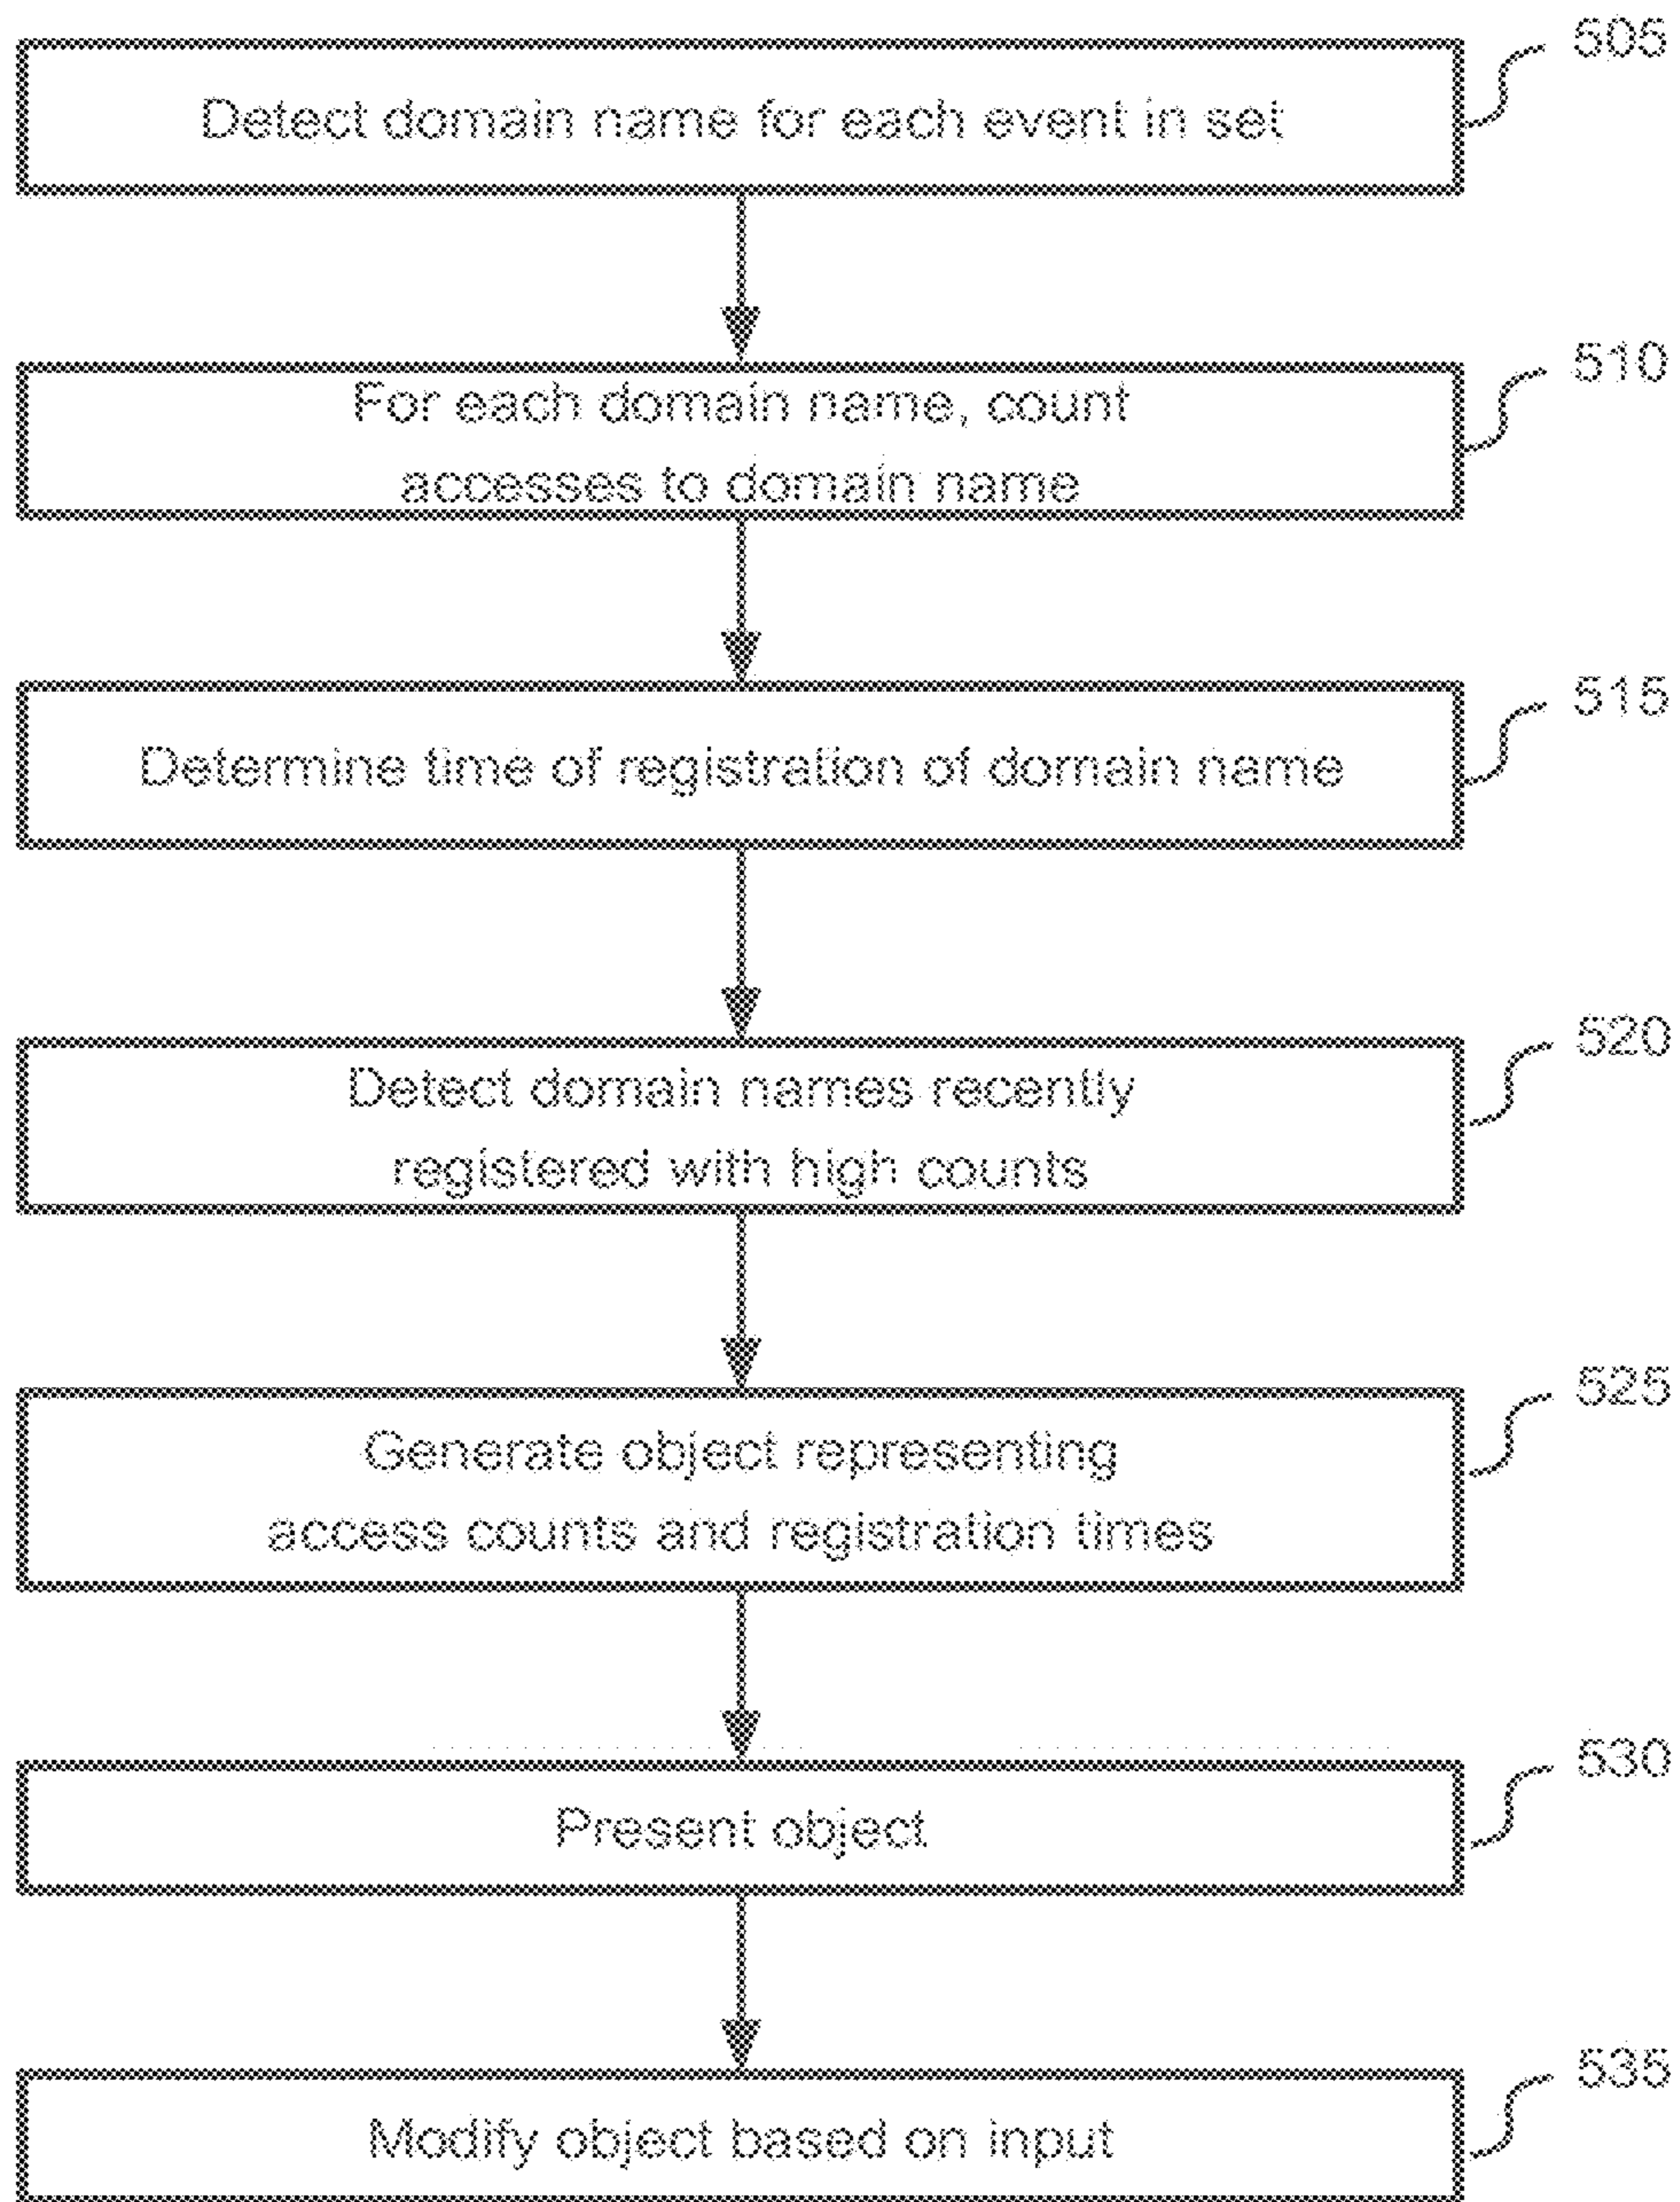 505
Detect domain name for each event in set
510
For each domain name, count
accesses to domain name
515
Determine time of registration of domain name
520
Detect domain names recently
registered with high counts
525
Generate object representing
access counts and registration times
530
Present object
535
Modify object based on input